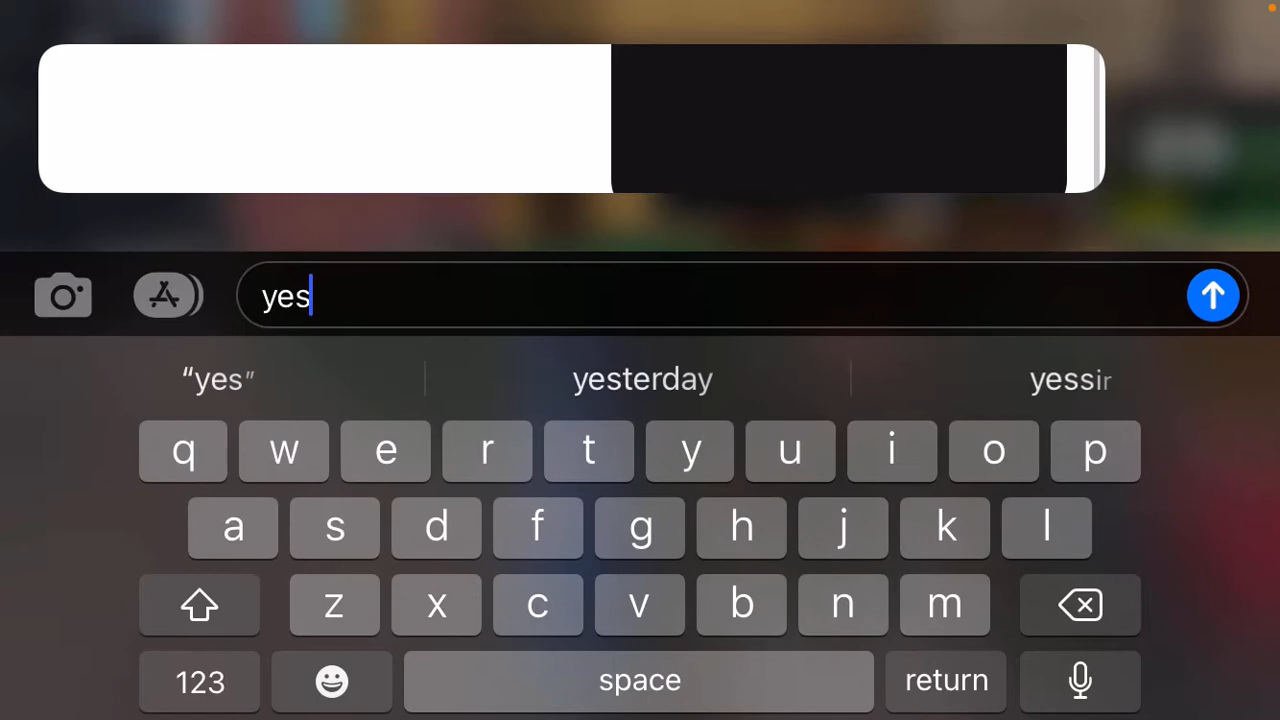 yes
“yes” yesterday yessir
q w e r t y u i o p
a s d f g h j k l
z x c v b n m
123 space return